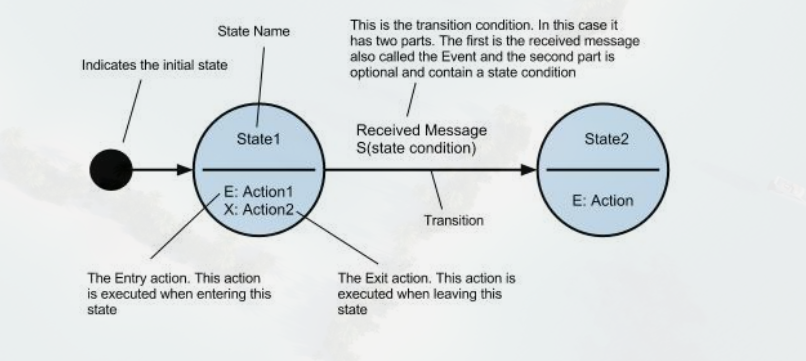 State Name
This is the transition condition. In this case it
has two parts. The first is the received message
also called the Event and the second part is
optional and contain a state condition
Indicates the initial state
State1
Received Message
S(state condition)
State2
E: Action1
X: Action2
E: Action
Transition
The Entry action. This action
is executed when entering this
state
The Exit action. This action is
executed when leaving this
state